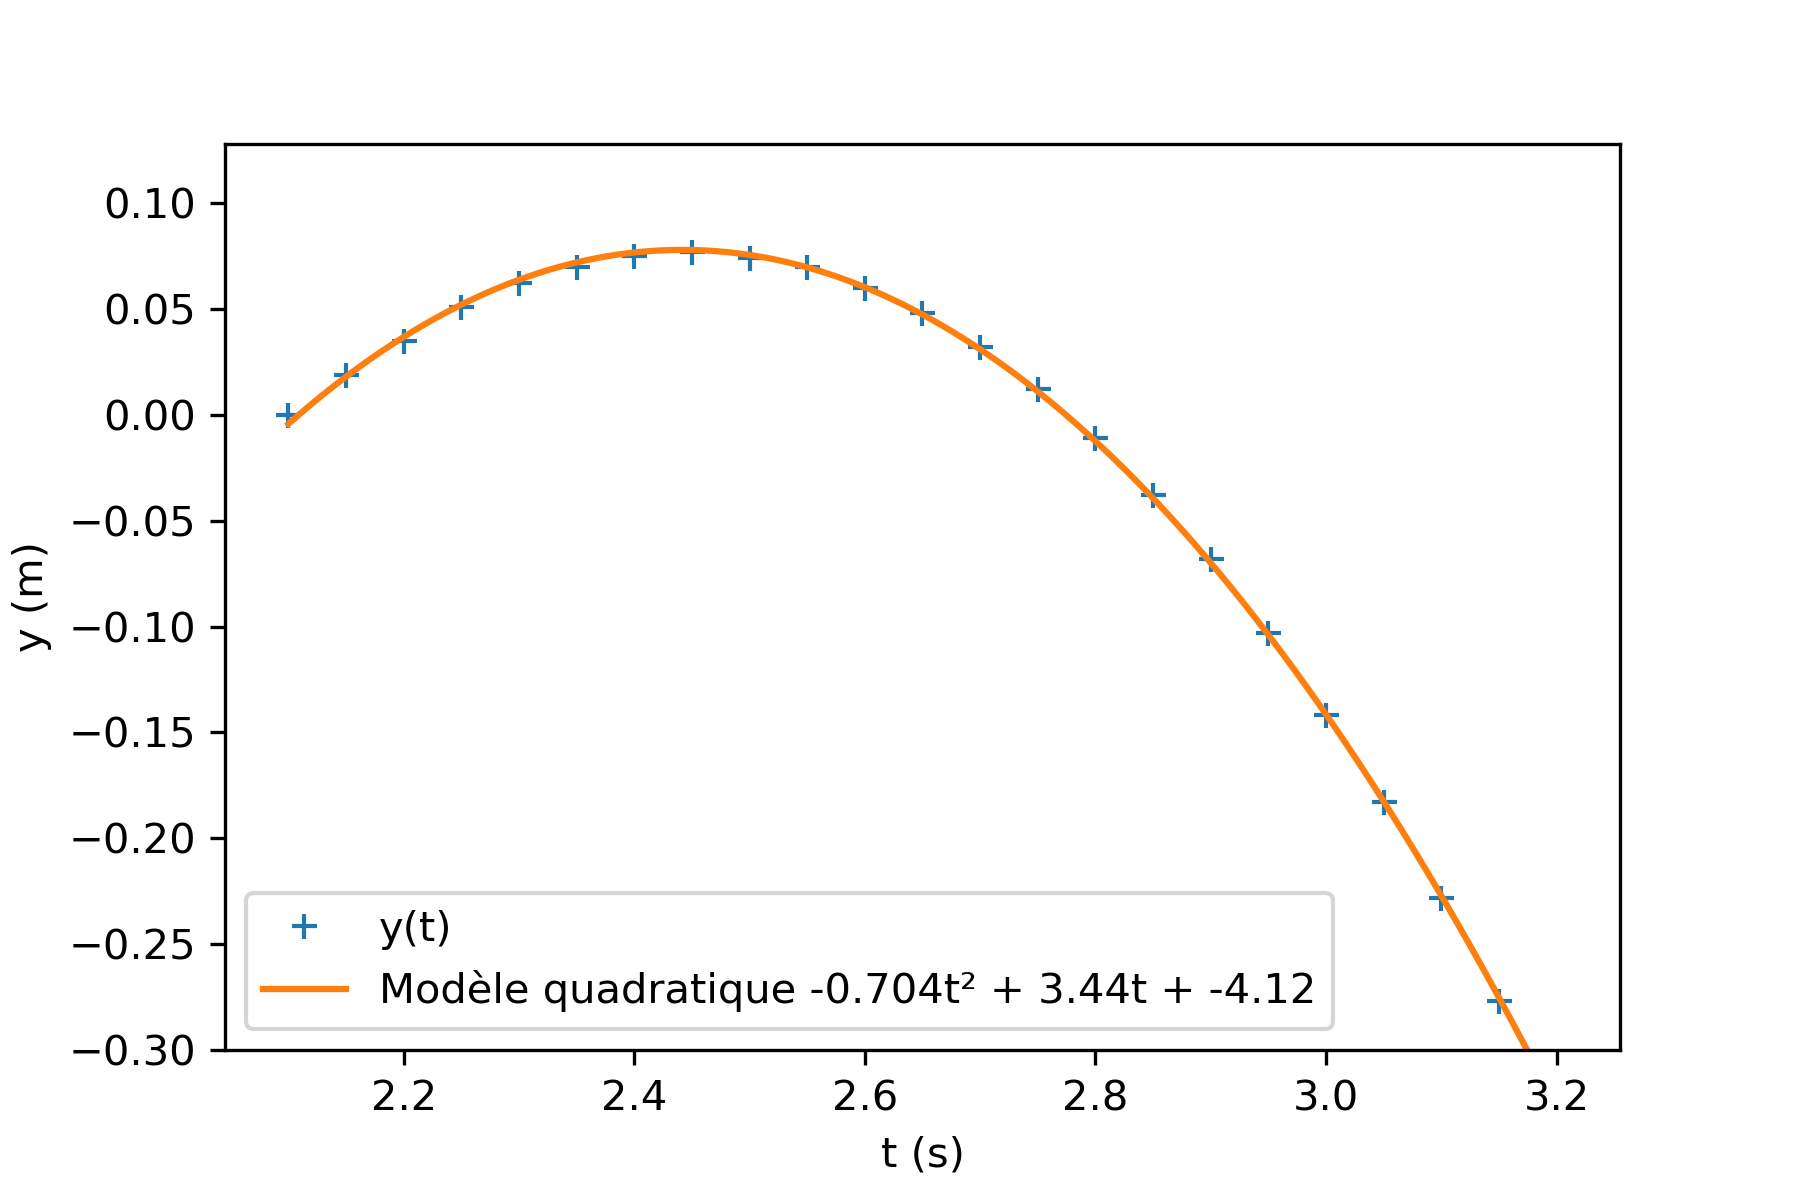 0.10
0.05
0.00
−0.05
−0.10
−0.15
−0.20
−0.25
−0.30
y (m)
y(t)
Modèle quadratique -0.704t² + 3.44t + -4.12
2.2 2.4 2.6 2.8 3.0 3.2
t (s)